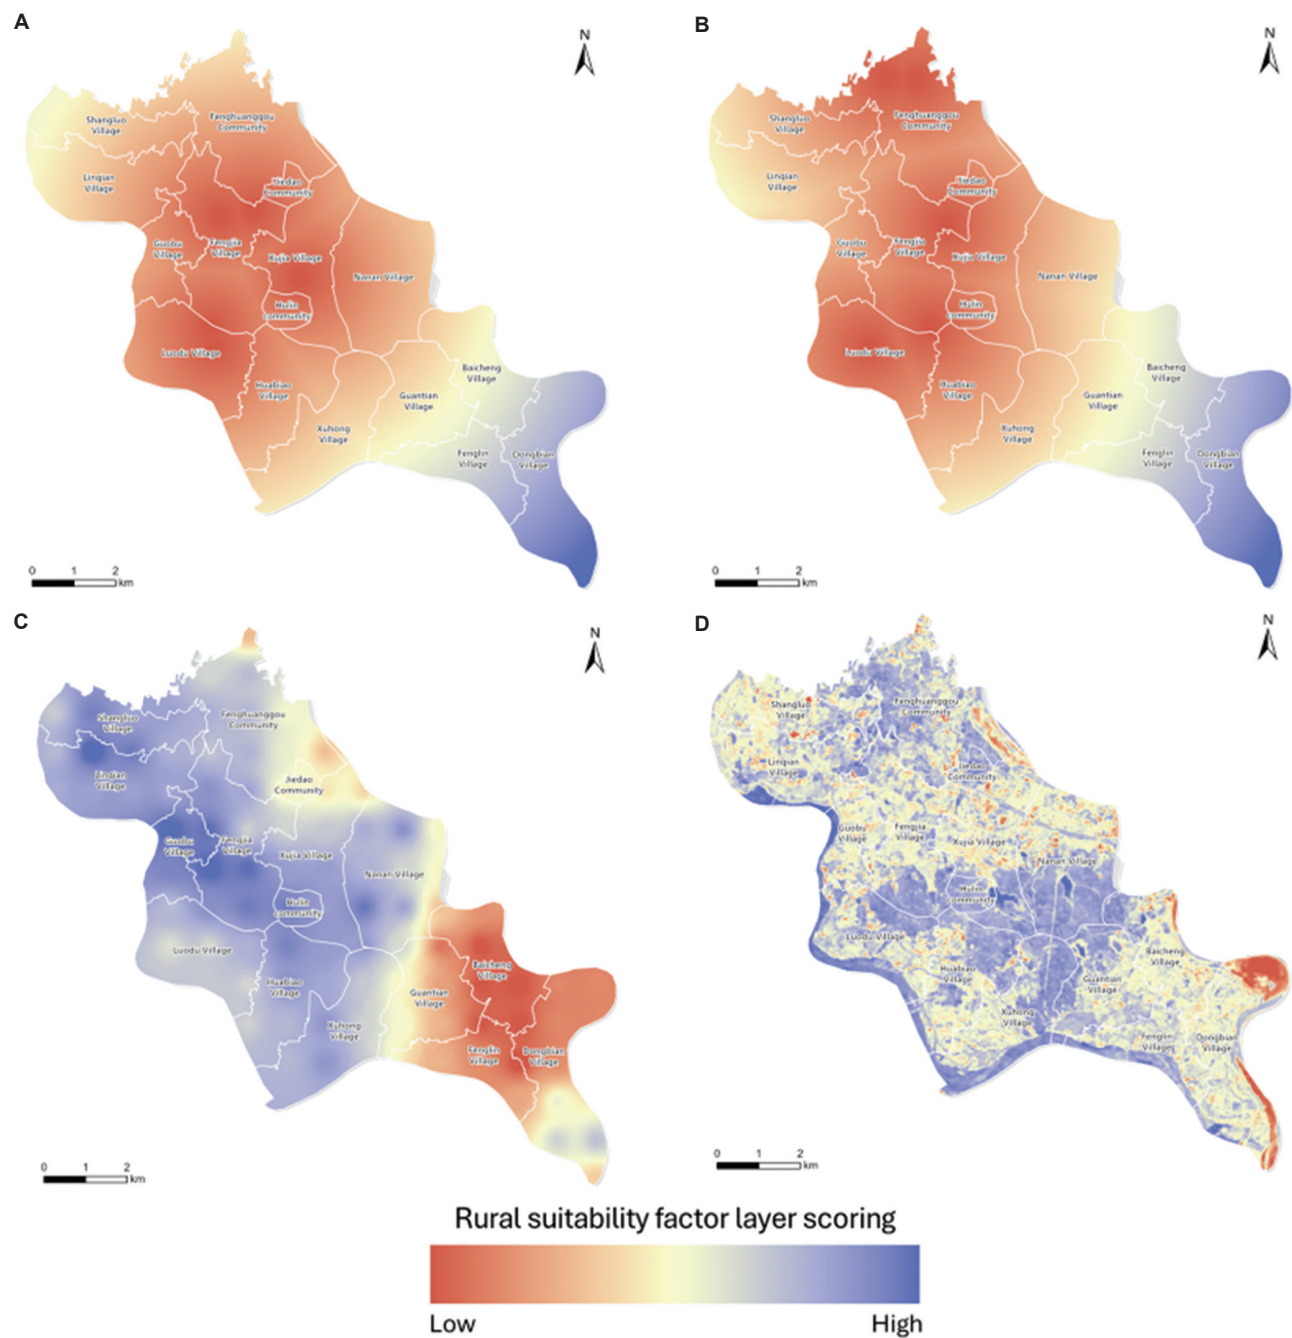 A
N
Shangluo
Village
Fenghuanggou
Community
Linqian
Village
Jiedao
Community
Guobu
Village
Fengjia
Village
Xujia Village
Nanan Village
Hulin
Community
Luodu Village
Huabiao
Village
Baicheng
Village
Guantian
Village
Xuhong
Village
Fenglin
Village
Dongbian
Village
0 1 2
km
B
N
Shangluo
Village
Fenghuanggou
Community
Linqian
Village
Jiedao
Community
Guobu
Village
Fengjia
Village
Xujia Village
Nanan Village
Hulin
Community
Luodu Village
Huabiao
Village
Baicheng
Village
Guantian
Village
Xuhong
Village
Fenglin
Village
Dongbian
Village
0 1 2
km
C
N
Shangluo
Village
Fenghuanggou
Community
Linqian
Village
Jiedao
Community
Guobu
Village
Fengjia
Village
Xujia Village
Nanan Village
Hulin
Community
Luodu Village
Huabiao
Village
Baicheng
Village
Guantian
Village
Xuhong
Village
Fenglin
Village
Dongbian
Village
0 1 2
km
D
N
Shangluo
Village
Fenghuanggou
Community
Linqian
Village
Jiedao
Community
Guobu
Village
Fengjia
Village
Xujia Village
Nanan Village
Hulin
Community
Luodu Village
Huabiao
Village
Baicheng
Village
Guantian
Village
Xuhong
Village
Fenglin
Village
Dongbian
Village
0 1 2
km
Rural suitability factor layer scoring
Low High